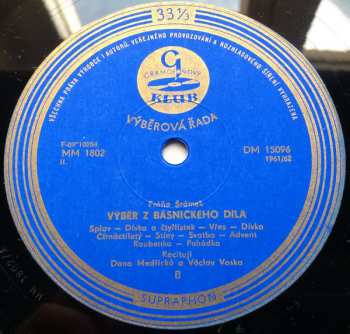 33⅓
VŠECHNA PRÁVA VÝROBCE I AUTORŮ, VEŘEJNÉHO PROVOZOVÁNÍ A ROZHLASOVÉHO ŠÍŘENÍ VYHRAZENA
G
GRAMOFONOVÝ
KLUB
VÝBĚROVÁ ŘADA
F-09*10264
MM 1802
II.
DM 15096
1961/62
Fráňa Šrámek
VÝBĚR Z BÁSNICKÉHO DÍLA
Splav — Dívka a čtyřlístek — Vřes — Dívka
Čtrnáctiletý — Stíny — Svatba — Advent
Roubenka — Pohádka
Recitují
Dana Medřická a Václav Voska
B
SUPRAPHON